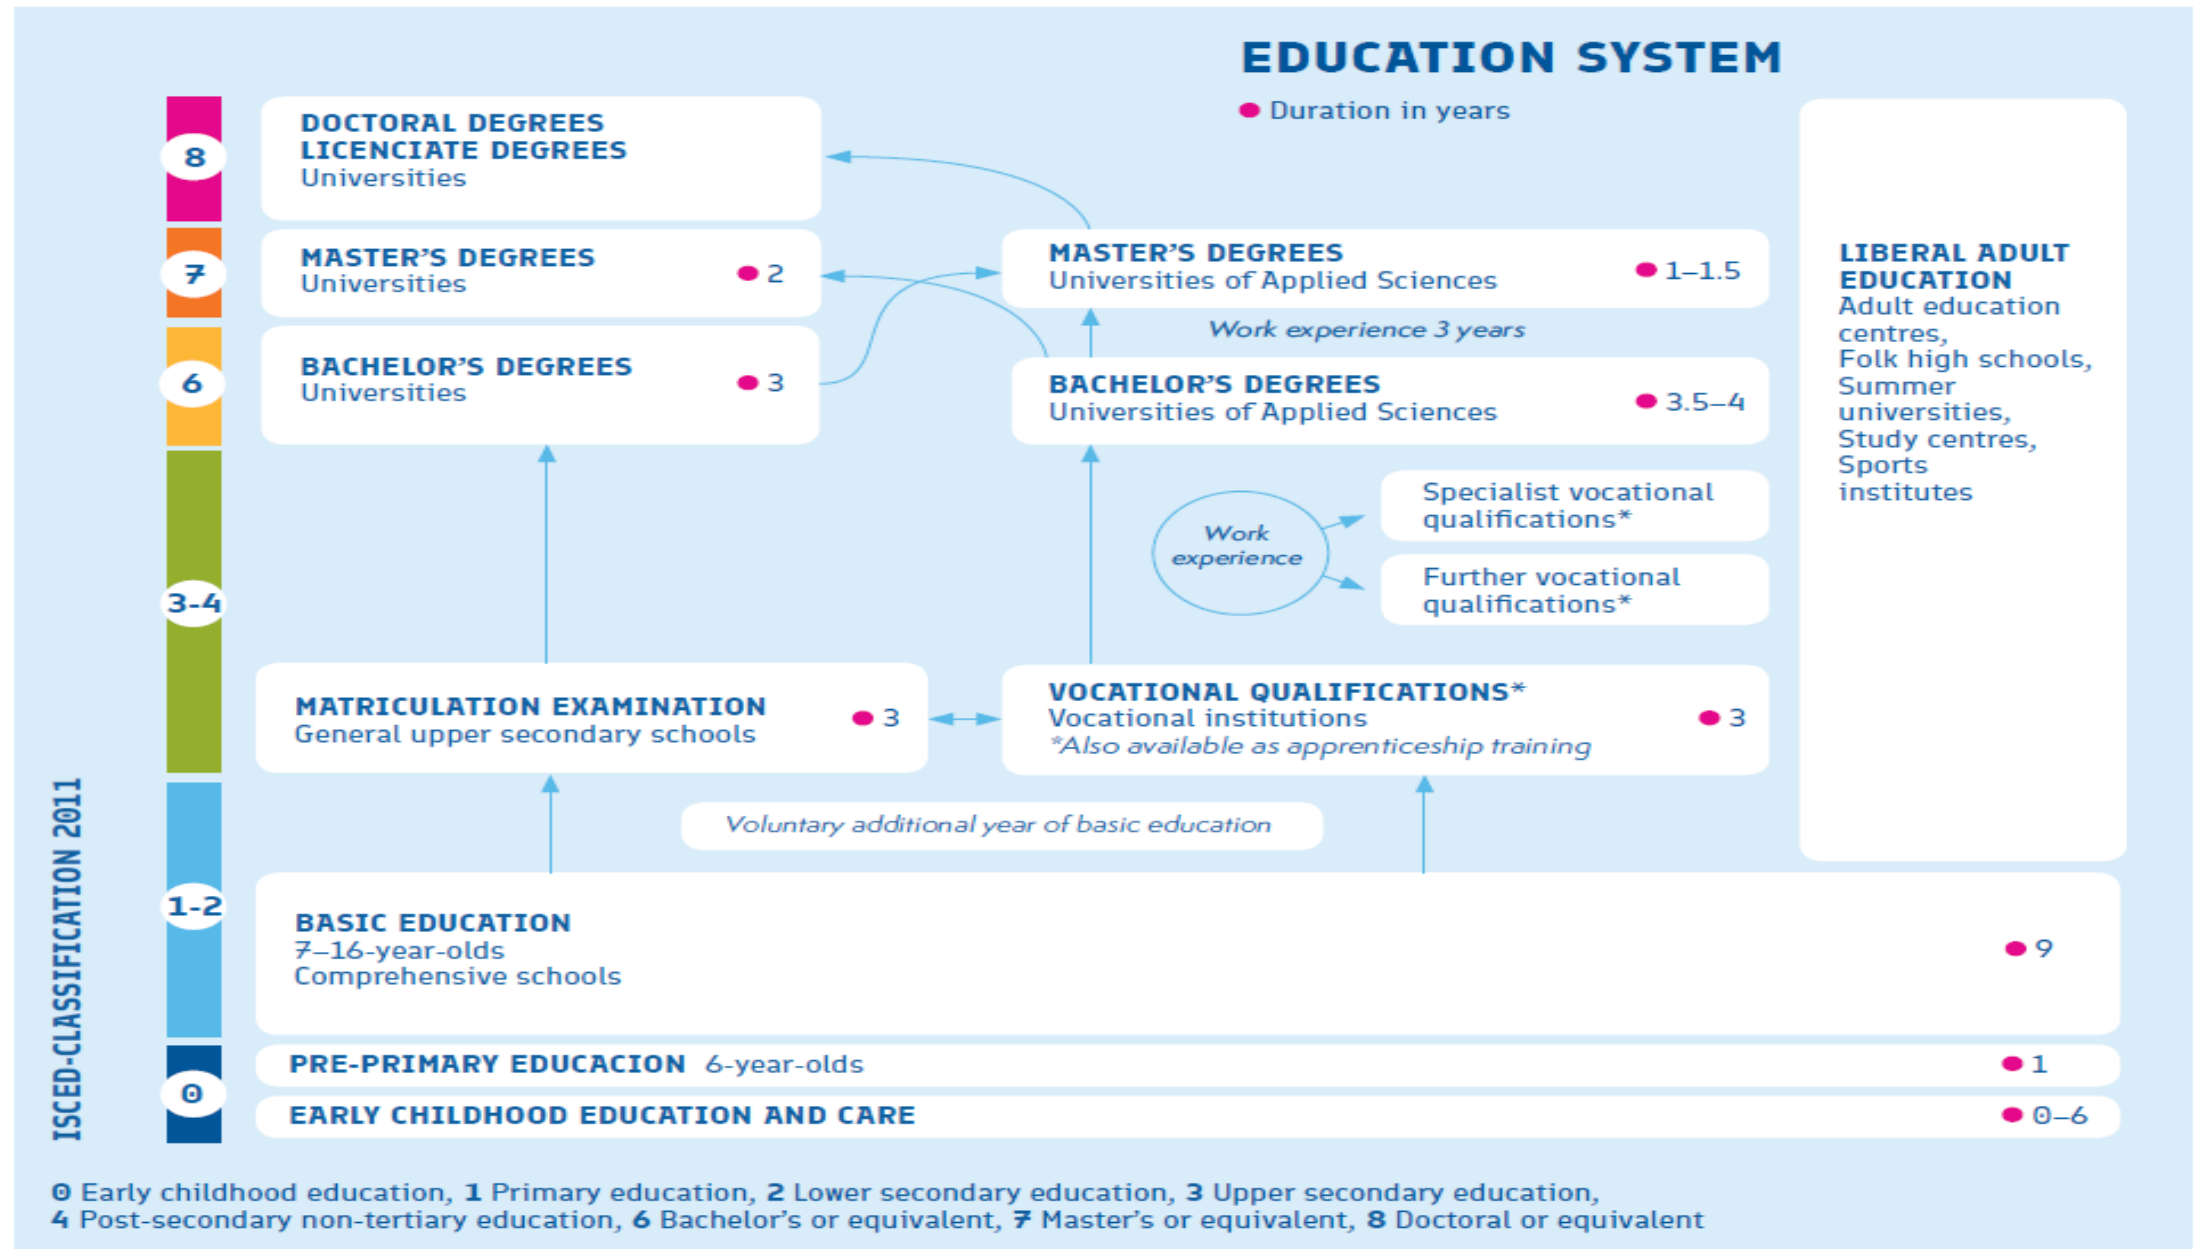 EDUCATION SYSTEM
● Duration in years
8
DOCTORAL DEGREES
LICENCIATE DEGREES
Universities
7
MASTER'S DEGREES
Universities
● 2
MASTER'S DEGREES
Universities of Applied Sciences
● 1–1.5
Work experience 3 years
6
BACHELOR'S DEGREES
Universities
● 3
BACHELOR'S DEGREES
Universities of Applied Sciences
● 3.5–4
LIBERAL ADULT
EDUCATION
Adult education
centres,
Folk high schools,
Summer
universities,
Study centres,
Sports
institutes
3-4
Work
experience
Specialist vocational
qualifications*
Further vocational
qualifications*
MATRICULATION EXAMINATION
General upper secondary schools
● 3
VOCATIONAL QUALIFICATIONS*
Vocational institutions
*Also available as apprenticeship training
● 3
Voluntary additional year of basic education
1-2
BASIC EDUCATION
7–16-year-olds
Comprehensive schools
● 9
0
PRE-PRIMARY EDUCACION 6-year-olds
● 1
EARLY CHILDHOOD EDUCATION AND CARE
● 0–6
ISCED-CLASSIFICATION 2011
0 Early childhood education, 1 Primary education, 2 Lower secondary education, 3 Upper secondary education,
4 Post-secondary non-tertiary education, 6 Bachelor's or equivalent, 7 Master's or equivalent, 8 Doctoral or equivalent